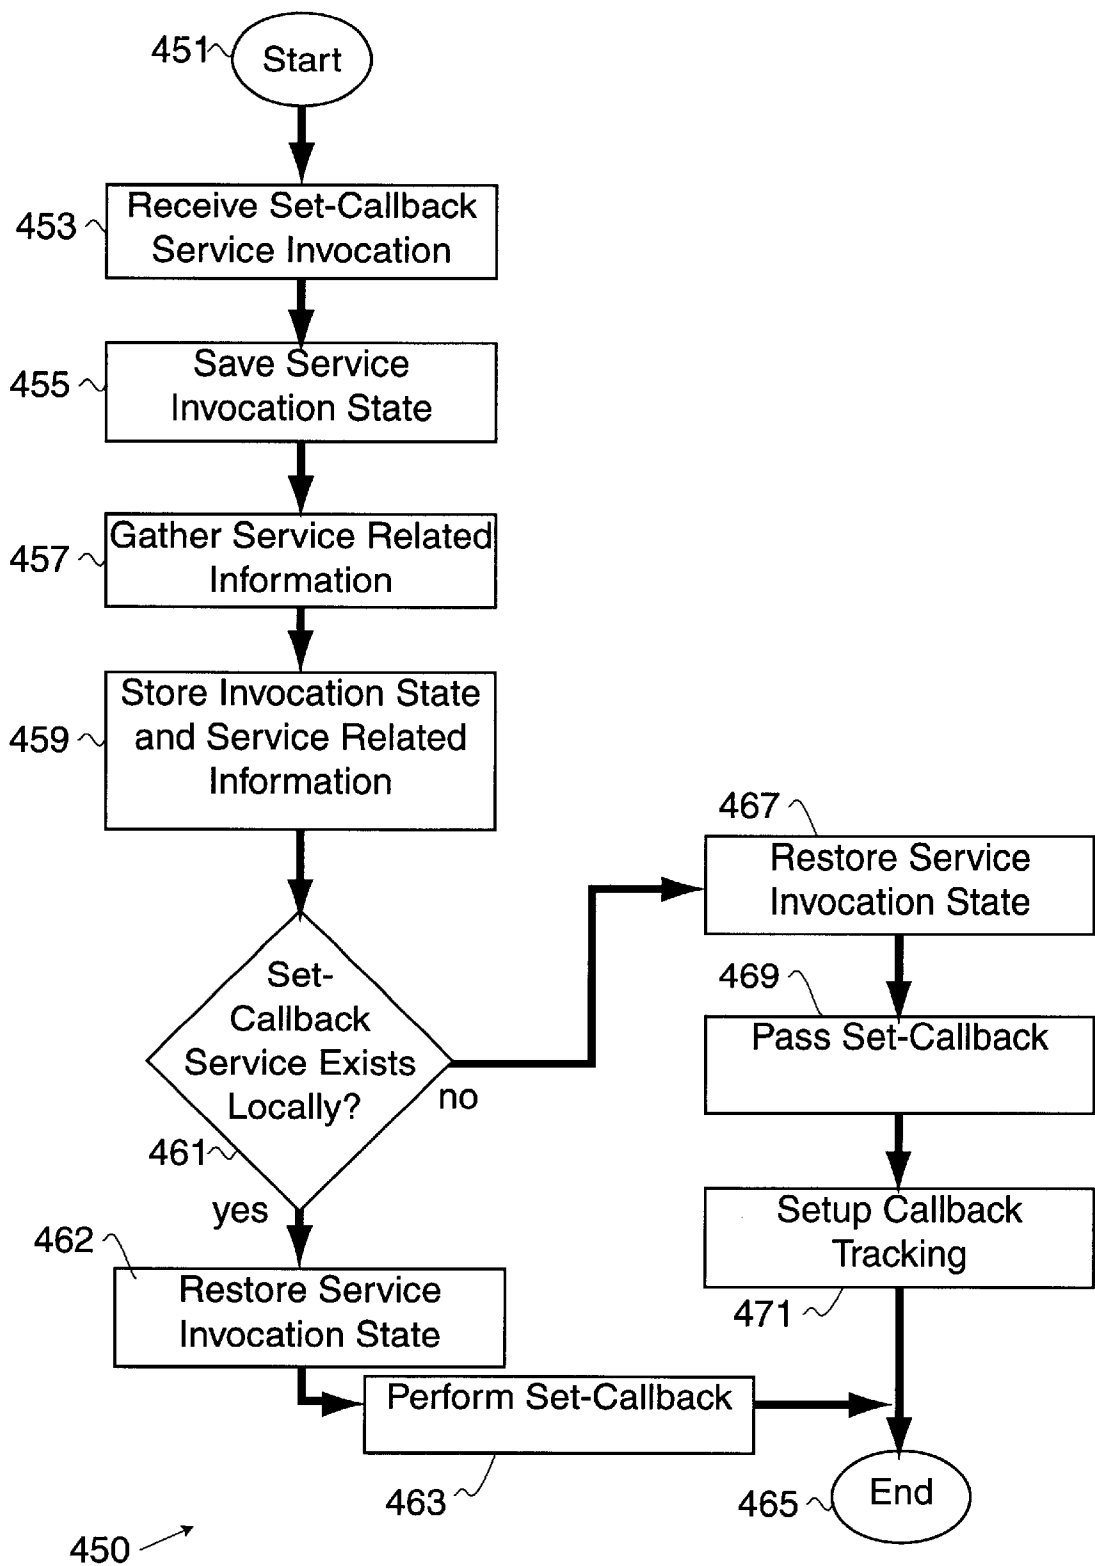 451
Start
453
Receive Set-Callback
Service Invocation
455
Save Service
Invocation State
457
Gather Service Related
Information
459
Store Invocation State
and Service Related
Information
461
Set-
Callback
Service Exists
Locally?
no
yes
467
Restore Service
Invocation State
469
Pass Set-Callback
Setup Callback
Tracking
471
462
Restore Service
Invocation State
Perform Set-Callback
463
465
End
450